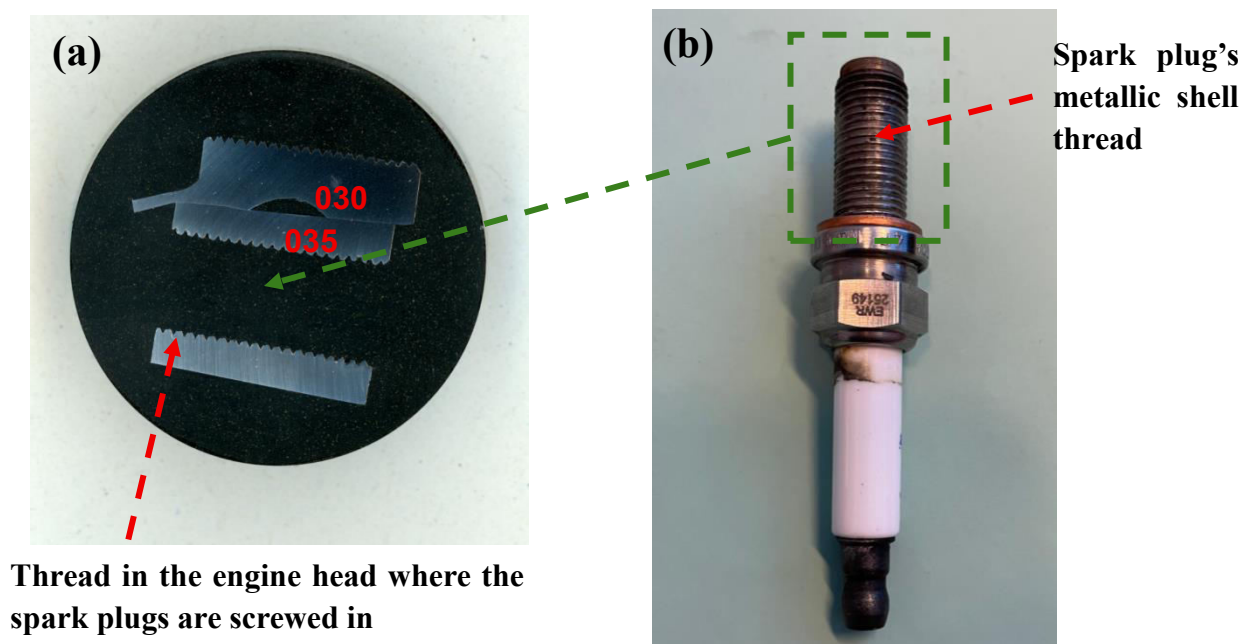 (a)
030
035
Thread in the engine head where the
spark plugs are screwed in
(b)
Spark plug's
metallic shell
thread
EWR
25149